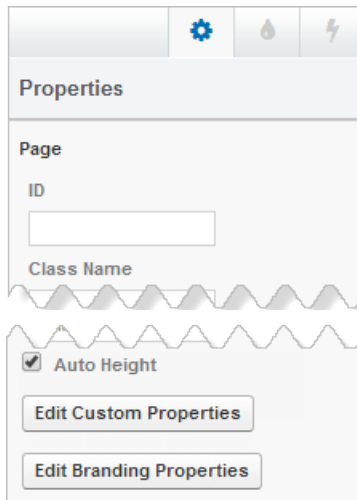 Properties
Page
ID
Class Name
Auto Height
Edit Custom Properties
Edit Branding Properties